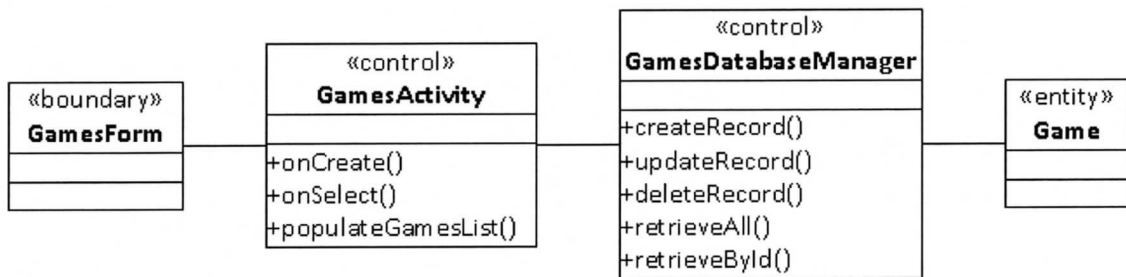 «boundary»
GamesForm
«control»
GamesActivity
+onCreate()
+onSelect()
+populateGamesList()
«control»
GamesDatabaseManager
+createRecord()
+updateRecord()
+deleteRecord()
+retrieveAll()
+retrieveById()
«entity»
Game